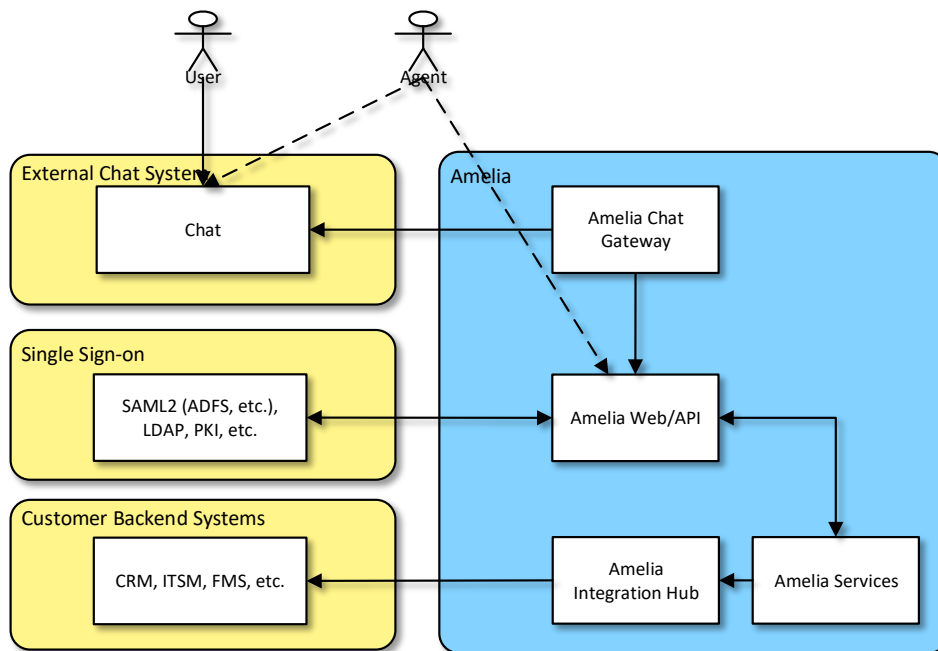 User
Agent
External Chat System
Amelia
Chat
Amelia Chat
Gateway
Single Sign-on
SAML2 (ADFS, etc.),
LDAP, PKI, etc.
Amelia Web/API
Customer Backend Systems
CRM, ITSM, FMS, etc.
Amelia
Integration Hub
Amelia Services